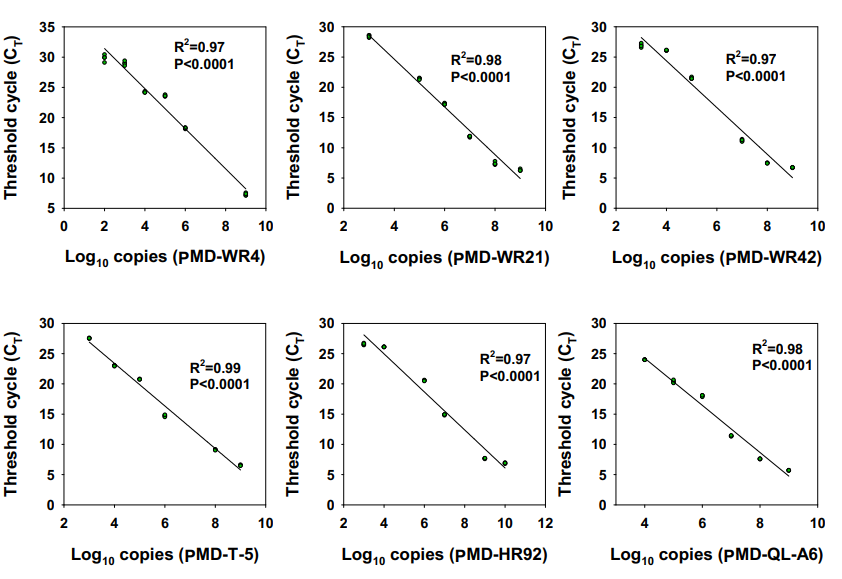 35
30
25
20
15
10
5
0 2 4 6 8 10
Threshold cycle (CT)
R2=0.97
P<0.0001
Log10 copies (PMD-WR4)
30
25
20
15
10
5
0
2 4 6 8 10
Threshold cycle (CT)
R2=0.98
P<0.0001
Log10 copies (PMD-WR21)
30
25
20
15
10
5
0
2 4 6 8 10
Threshold cycle (CT)
R2=0.97
P<0.0001
Log10 copies (PMD-WR42)
30
25
20
15
10
5
0
2 4 6 8 10
Threshold cycle (CT)
R2=0.99
P<0.0001
Log10 copies (PMD-T-5)
30
25
20
15
10
5
0
2 4 6 8 10 12
Threshold cycle (CT)
R2=0.97
P<0.0001
Log10 copies (PMD-HR92)
30
25
20
15
10
5
0
4 6 8 10
Threshold cycle (CT)
R2=0.98
P<0.0001
Log10 copies (PMD-QL-A6)